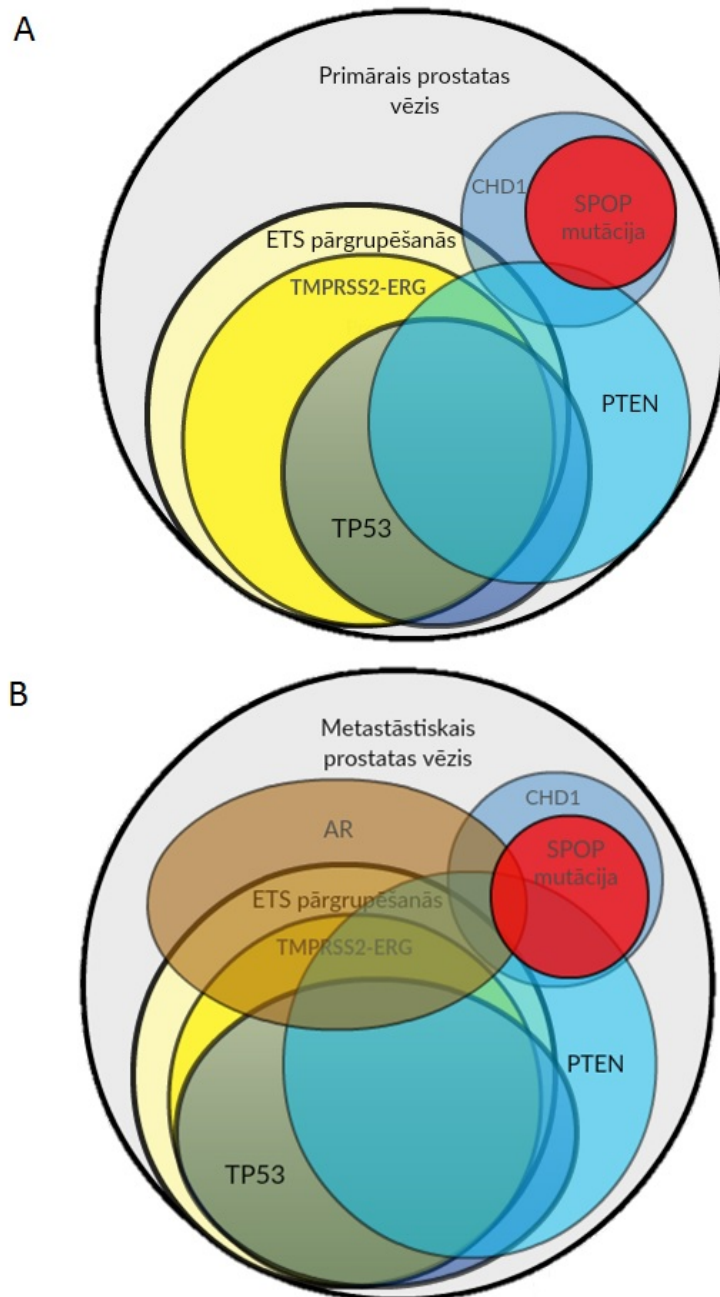 A
Primārais prostatas
vēzis
CHD1
SPOP
mutācija
ETS pārgrupēšanās
TMPRSS2-ERG
PTEN
TP53
B
Metastāstiskais
prostatas vēzis
CHD1
AR
SPOP
mutācija
ETS pārgrupēšanās
TMPRSS2-ERG
PTEN
TP53